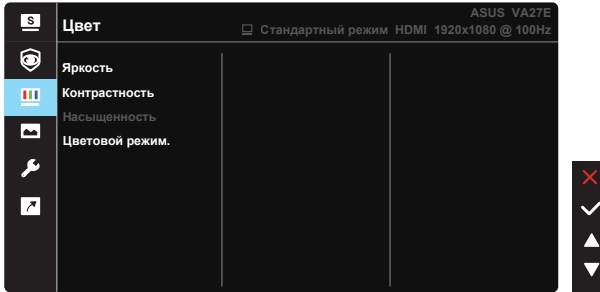 S
Цвет
ASUS VA27E
Стандартный режим HDMI 1920x1080 @ 100Hz
Яркость
Контрастность
Насыщенность
Цветовой режим.